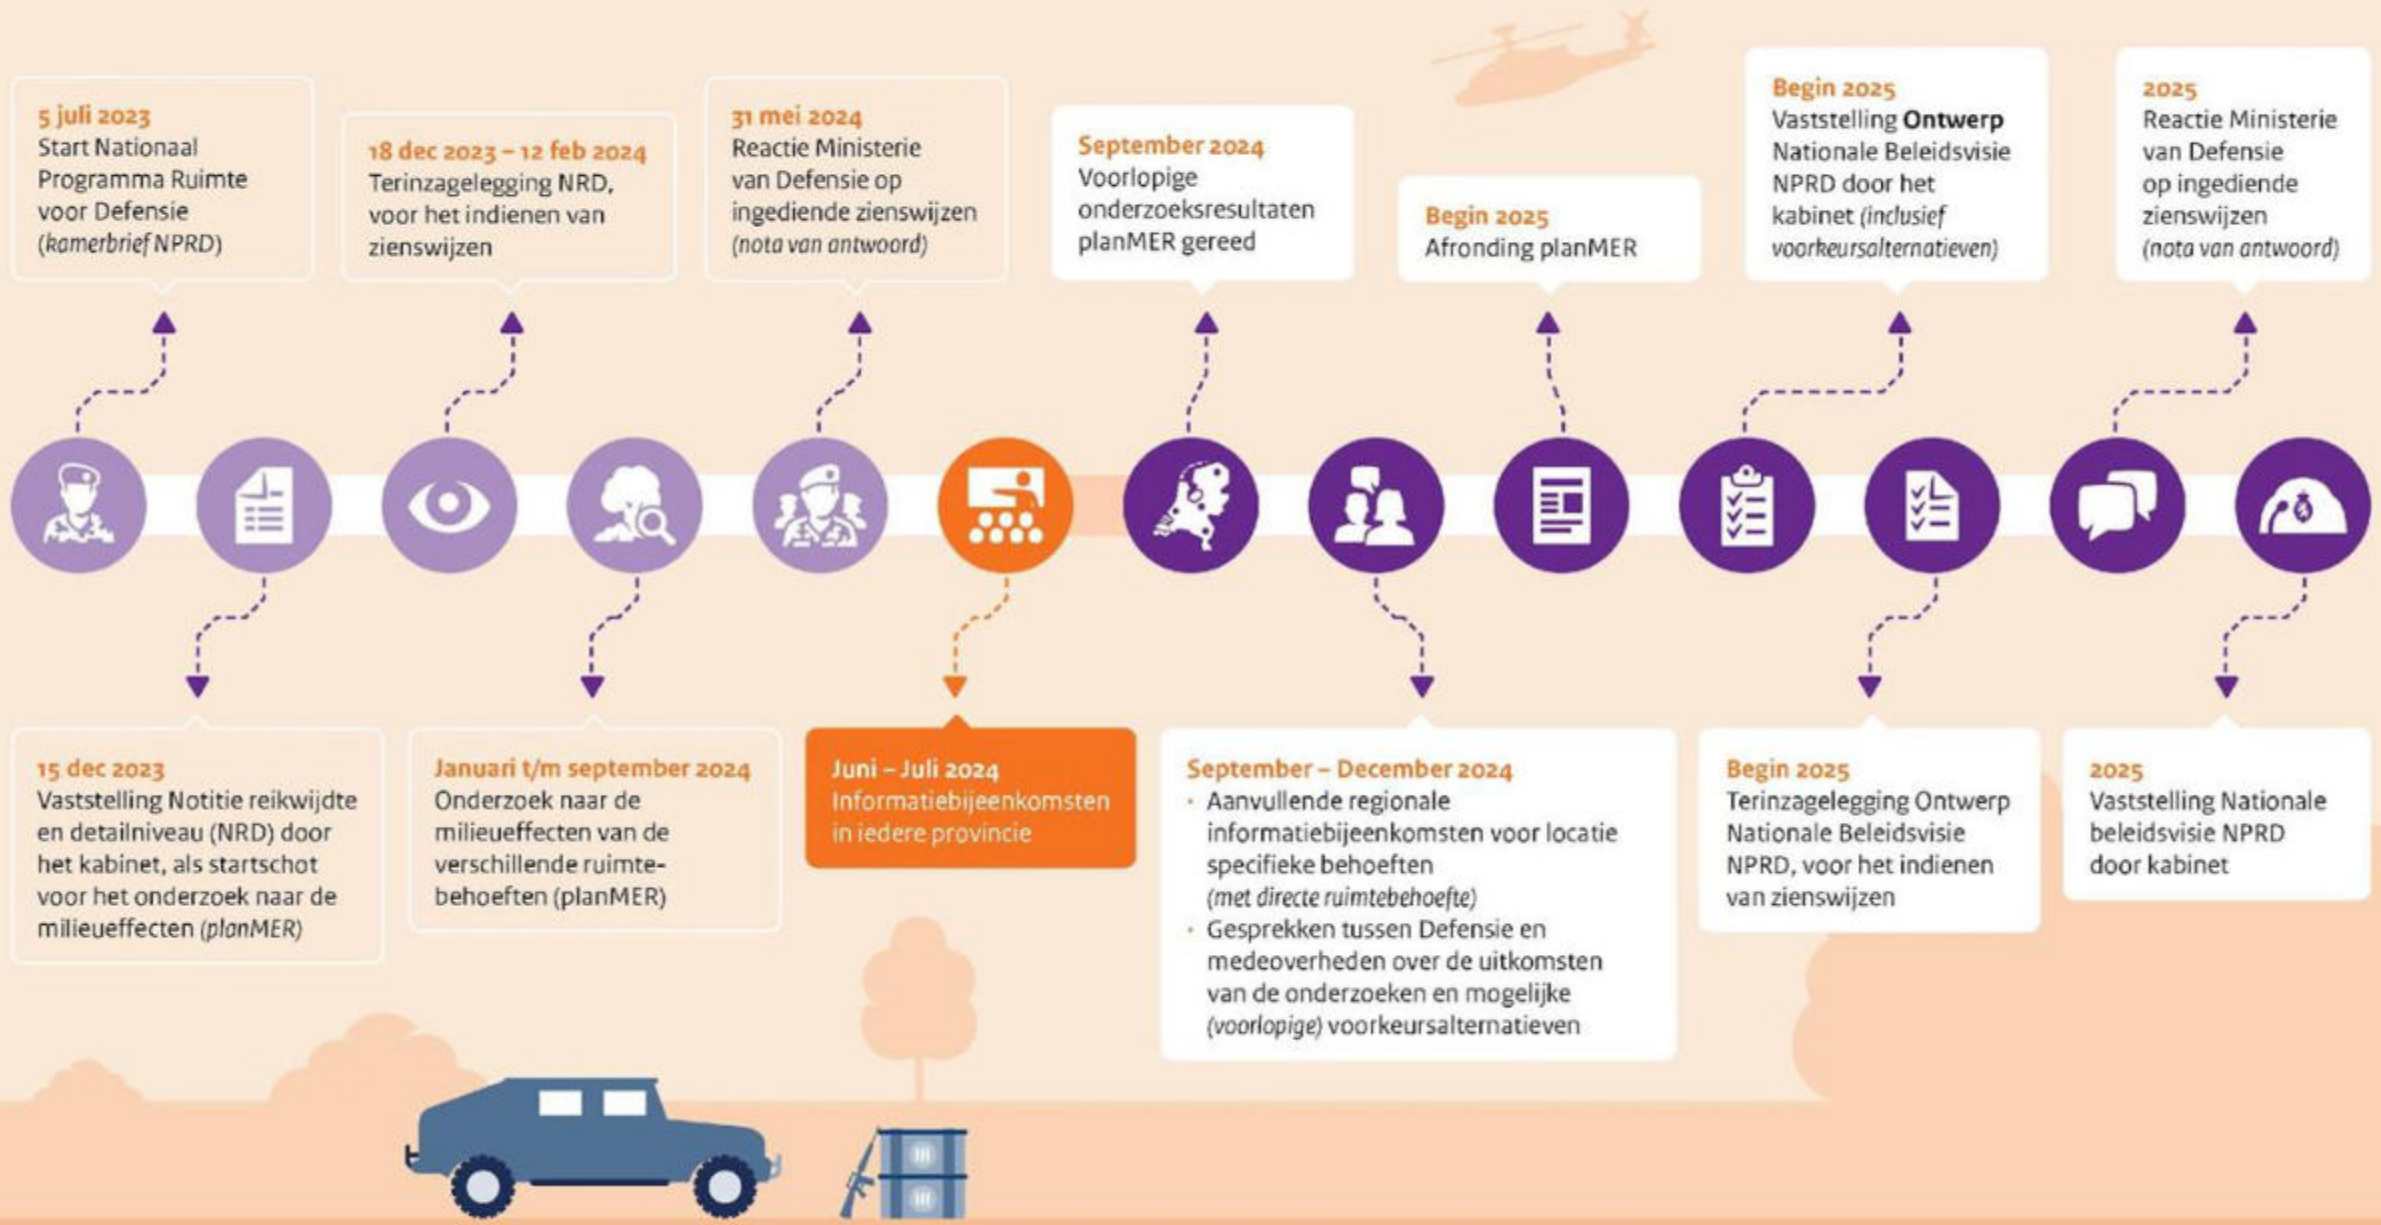 5 juli 2023
Start Nationaal
Programma Ruimte
voor Defensie
(kamerbrief NPRD)
18 dec 2023 – 12 feb 2024
Terinzagelegging NRD,
voor het indienen van
zienswijzen
31 mei 2024
Reactie Ministerie
van Defensie op
ingediende zienswijzen
(nota van antwoord)
September 2024
Voorlopige
onderzoeksresultaten
planMER gereed
Begin 2025
Afronding planMER
Begin 2025
Vaststelling Ontwerp
Nationale Beleidsvisie
NPRD door het
kabinet (inclusief
voorkeursalternatieven)
2025
Reactie Ministerie
van Defensie
op ingediende
zienswijzen
(nota van antwoord)
15 dec 2023
Vaststelling Notitie reikwijdte
en detailniveau (NRD) door
het kabinet, als startschot
voor het onderzoek naar de
milieueffecten (planMER)
Januari t/m september 2024
Onderzoek naar de
milieueffecten van de
verschillende ruimte-
behoeften (planMER)
Juni – Juli 2024
Informatiebijeenkomsten
in iedere provincie
September – December 2024
• Aanvullende regionale
informatiebijeenkomsten voor locatie
specifieke behoeften
(met directe ruimtebehoefte)
• Gesprekken tussen Defensie en
medeoverheden over de uitkomsten
van de onderzoeken en mogelijke
(voorlopige) voorkeursalternatieven
Begin 2025
Terinzagelegging Ontwerp
Nationale Beleidsvisie
NPRD, voor het indienen
van zienswijzen
2025
Vaststelling Nationale
beleidsvisie NPRD
door kabinet